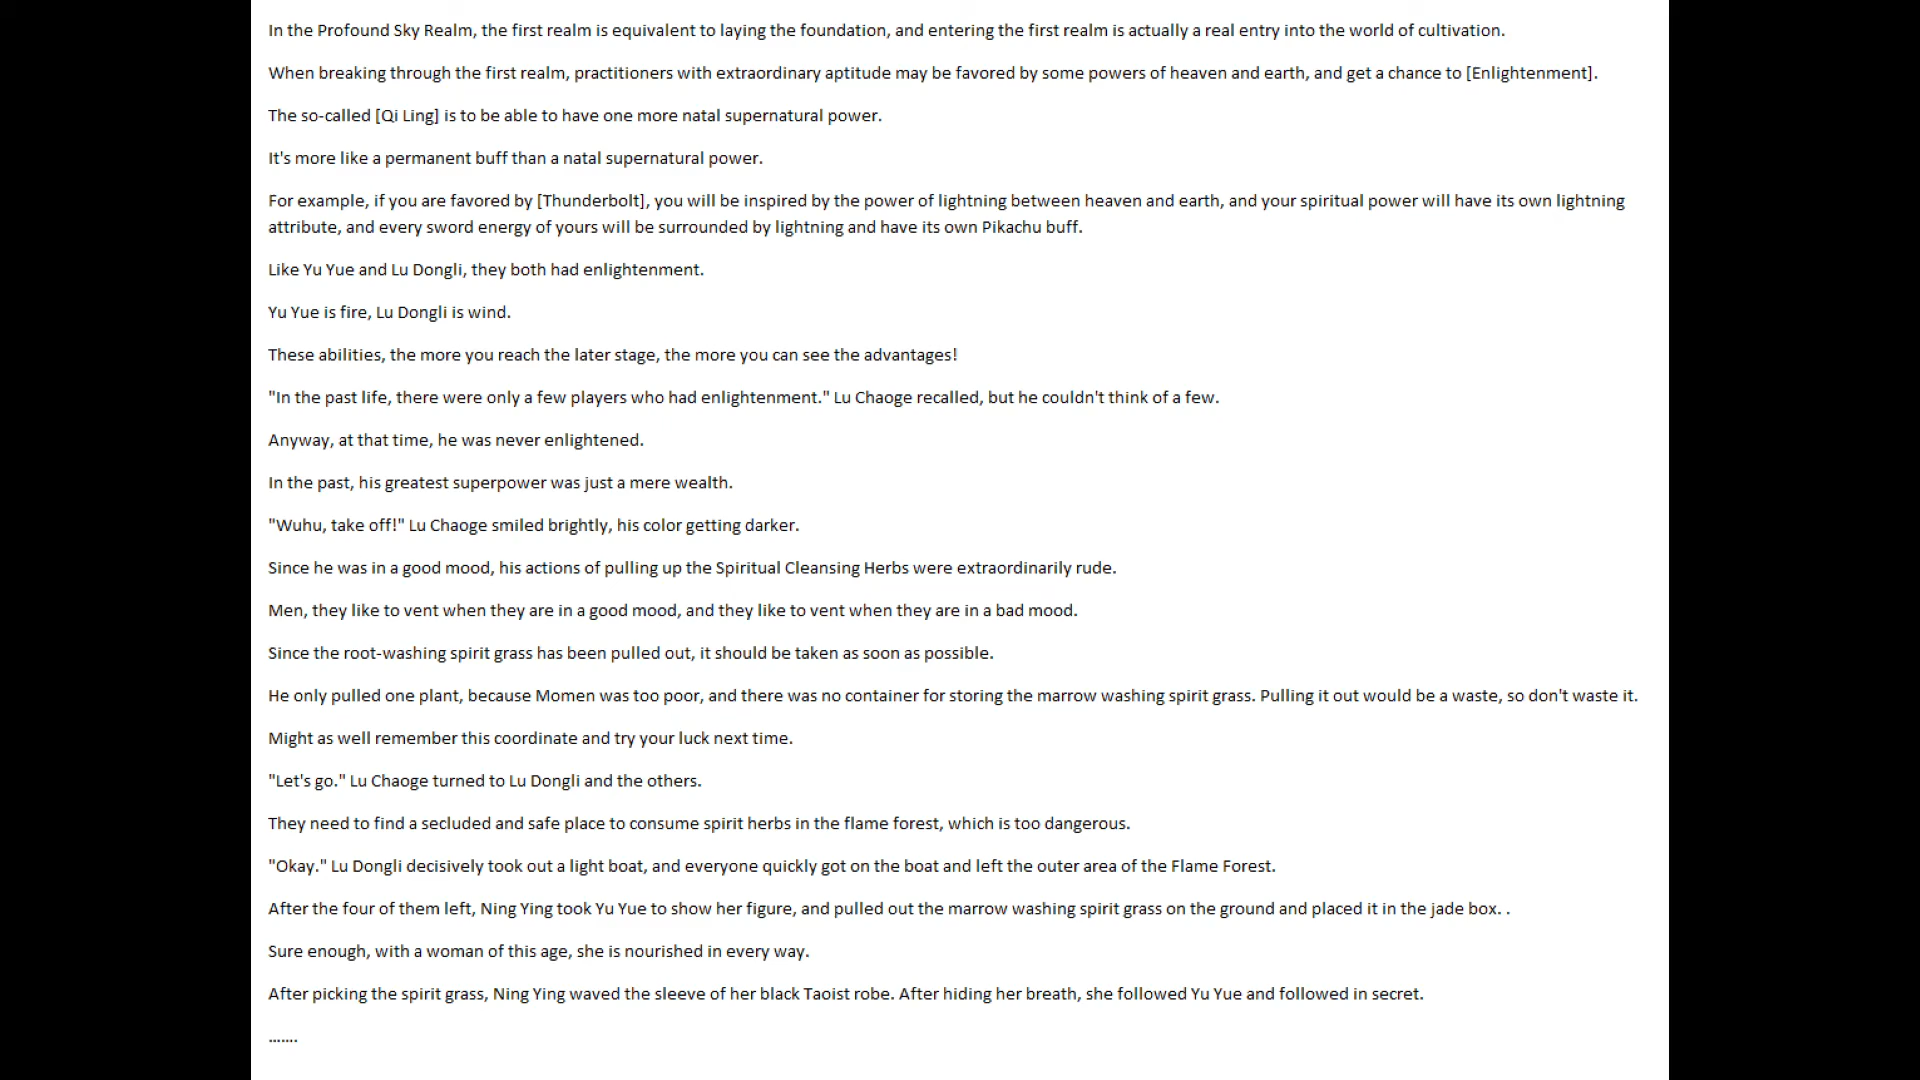 In the Profound Sky Realm, the first realm is equivalent to laying the foundation, and entering the first realm is actually a real entry into the world of cultivation.
When breaking through the first realm, practitioners with extraordinary aptitude may be favored by some powers of heaven and earth, and get a chance to [Enlightenment].
The so-called [Qi Ling] is to be able to have one more natal supernatural power.
It's more like a permanent buff than a natal supernatural power.
For example, if you are favored by [Thunderbolt], you will be inspired by the power of lightning between heaven and earth, and your spiritual power will have its own lightning
attribute, and every sword energy of yours will be surrounded by lightning and have its own Pikachu buff.
Like Yu Yue and Lu Dongli, they both had enlightenment.
Yu Yue is fire, Lu Dongli is wind.
These abilities, the more you reach the later stage, the more you can see the advantages!
"In the past life, there were only a few players who had enlightenment." Lu Chaoge recalled, but he couldn't think of a few.
Anyway, at that time, he was never enlightened.
In the past, his greatest superpower was just a mere wealth.
"Wuhu, take off!" Lu Chaoge smiled brightly, his color getting darker.
Since he was in a good mood, his actions of pulling up the Spiritual Cleansing Herbs were extraordinarily rude.
Men, they like to vent when they are in a good mood, and they like to vent when they are in a bad mood.
Since the root-washing spirit grass has been pulled out, it should be taken as soon as possible.
He only pulled one plant, because Momen was too poor, and there was no container for storing the marrow washing spirit grass. Pulling it out would be a waste, so don't waste it.
Might as well remember this coordinate and try your luck next time.
"Let's go." Lu Chaoge turned to Lu Dongli and the others.
They need to find a secluded and safe place to consume spirit herbs in the flame forest, which is too dangerous.
"Okay." Lu Dongli decisively took out a light boat, and everyone quickly got on the boat and left the outer area of the Flame Forest.
After the four of them left, Ning Ying took Yu Yue to show her figure, and pulled out the marrow washing spirit grass on the ground and placed it in the jade box. .
Sure enough, with a woman of this age, she is nourished in every way.
After picking the spirit grass, Ning Ying waved the sleeve of her black Taoist robe. After hiding her breath, she followed Yu Yue and followed in secret.
…….